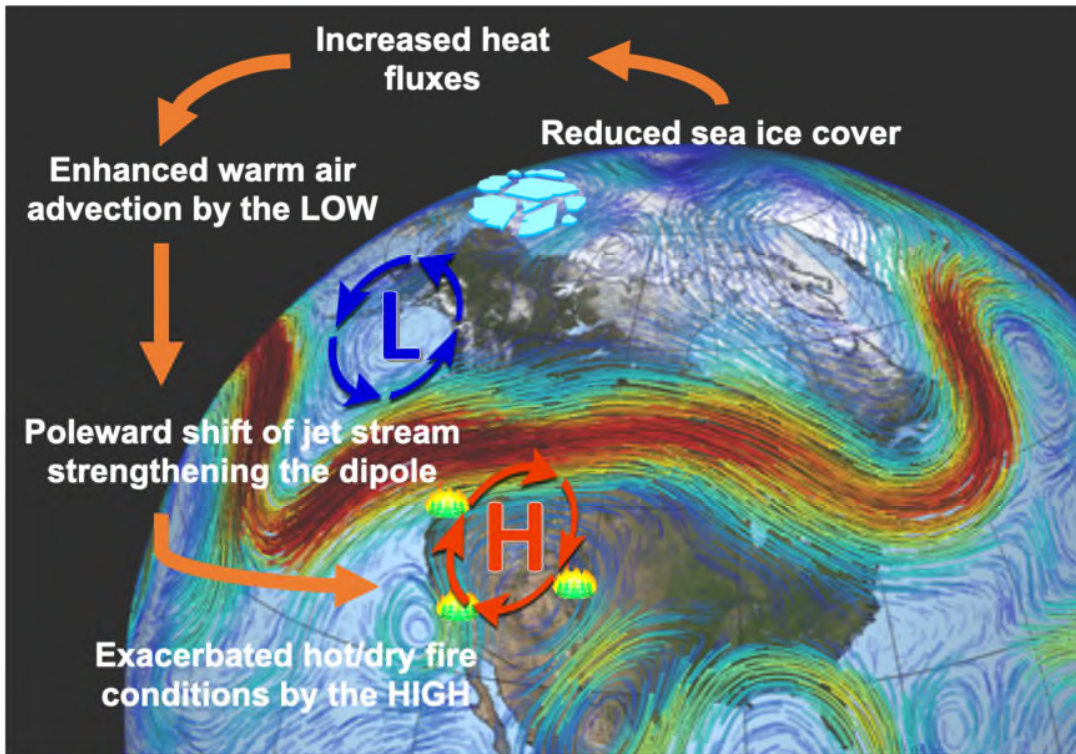 Increased heat
fluxes
Reduced sea ice cover
Enhanced warm air
advection by the LOW
L
Poleward shift of jet stream
strengthening the dipole
H
Exacerbated hot/dry fire
conditions by the HIGH